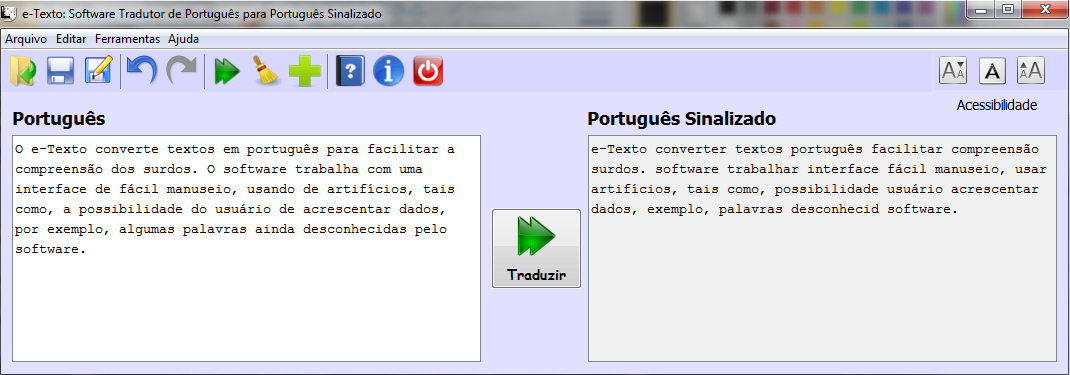 e-Texto: Software Tradutor de Português para Português Sinalizado
Arquivo Editar Ferramentas Ajuda
Acessibilidade
Português
O e-Texto converte textos em português para facilitar a
compreensão dos surdos. O software trabalha com uma
interface de fácil manuseio, usando de artifícios, tais
como, a possibilidade do usuário de acrescentar dados,
por exemplo, algumas palavras ainda desconhecidas pelo
software.
Traduzir
Português Sinalizado
e-Texto converter textos português facilitar compreensão
surdos. software trabalhar interface fácil manuseio, usar
artifícios, tais como, possibilidade usuário acrescentar
dados, exemplo, palavras desconhecid software.